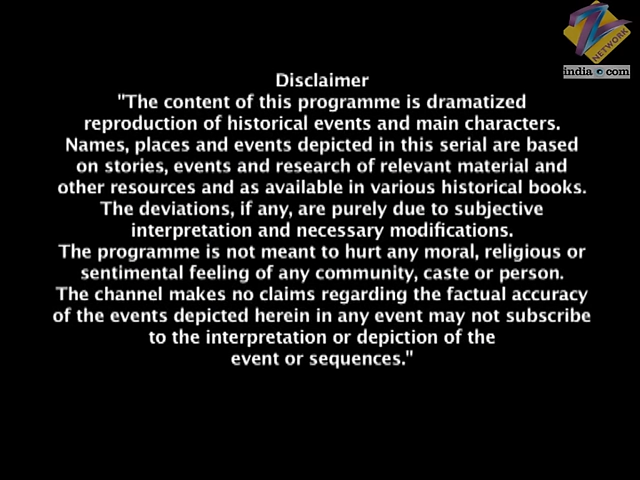 NETWORK
india.com
Disclaimer
"The content of this programme is dramatized
reproduction of historical events and main characters.
Names, places and events depicted in this serial are based
on stories, events and research of relevant material and
other resources and as available in various historical books.
The deviations, if any, are purely due to subjective
interpretation and necessary modifications.
The programme is not meant to hurt any moral, religious or
sentimental feeling of any community, caste or person.
The channel makes no claims regarding the factual accuracy
of the events depicted herein in any event may not subscribe
to the interpretation or depiction of the
event or sequences."